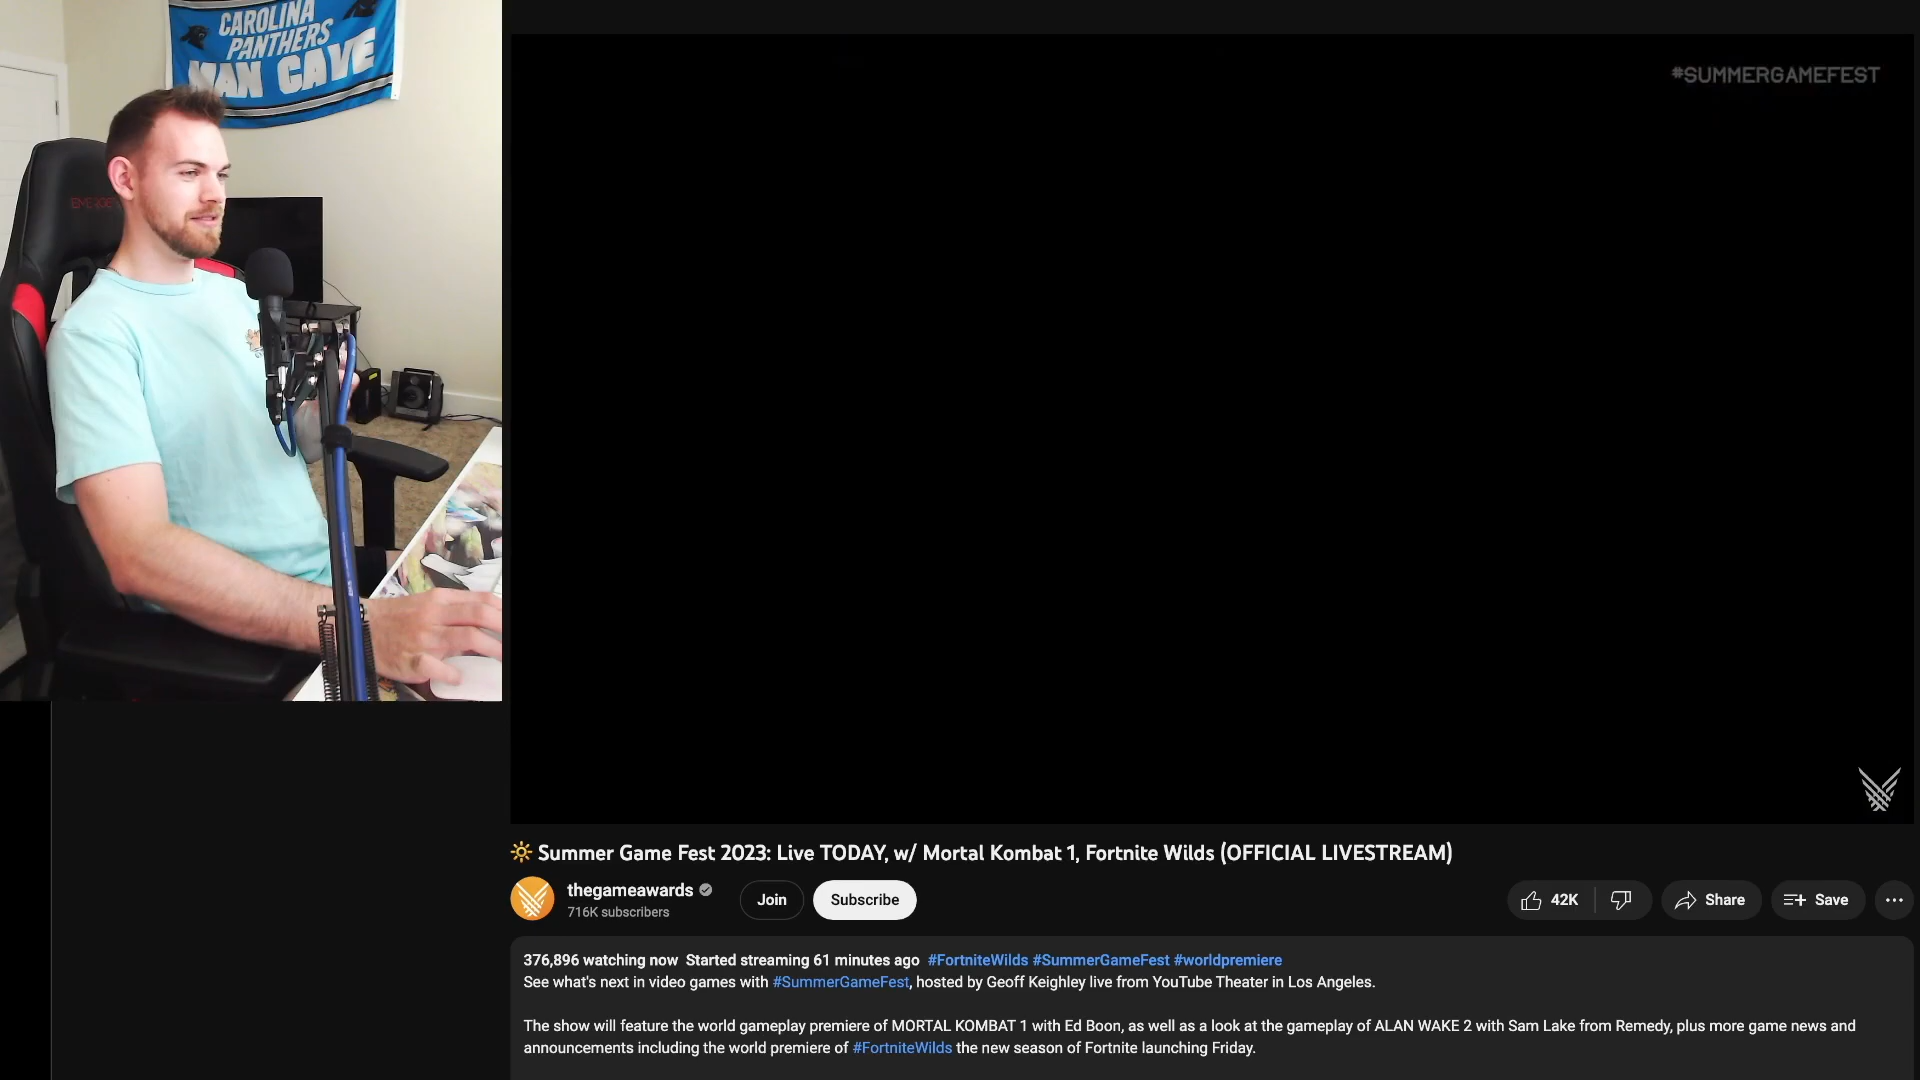 CAROLINA
PANTHERS
MAN CAVE
#SUMMERGAMEFEST
Summer Game Fest 2023: Live TODAY, w/ Mortal Kombat 1, Fortnite Wilds (OFFICIAL LIVESTREAM)
thegameawards
716K subscribers
Join
Subscribe
42K
Share
Save
376,896 watching now Started streaming 61 minutes ago #FortniteWilds #SummerGameFest #worldpremiere
See what's next in video games with #SummerGameFest, hosted by Geoff Keighley live from YouTube Theater in Los Angeles.
The show will feature the world gameplay premiere of MORTAL KOMBAT 1 with Ed Boon, as well as a look at the gameplay of ALAN WAKE 2 with Sam Lake from Remedy, plus more game news and
announcements including the world premiere of #FortniteWilds the new season of Fortnite launching Friday.